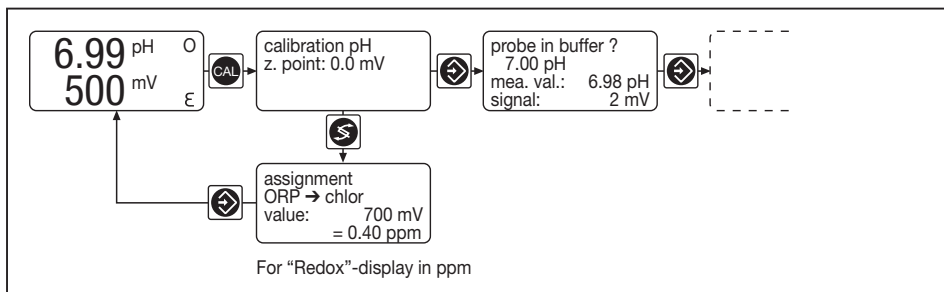 6.99 pH O
500 mV ε
CAL
calibration pH
z. point: 0.0 mV
probe in buffer ?
7.00 pH
mea. val.: 6.98 pH
signal: 2 mV
assignment
ORP ➔ chlor
value: 700 mV
= 0.40 ppm
For “Redox”-display in ppm